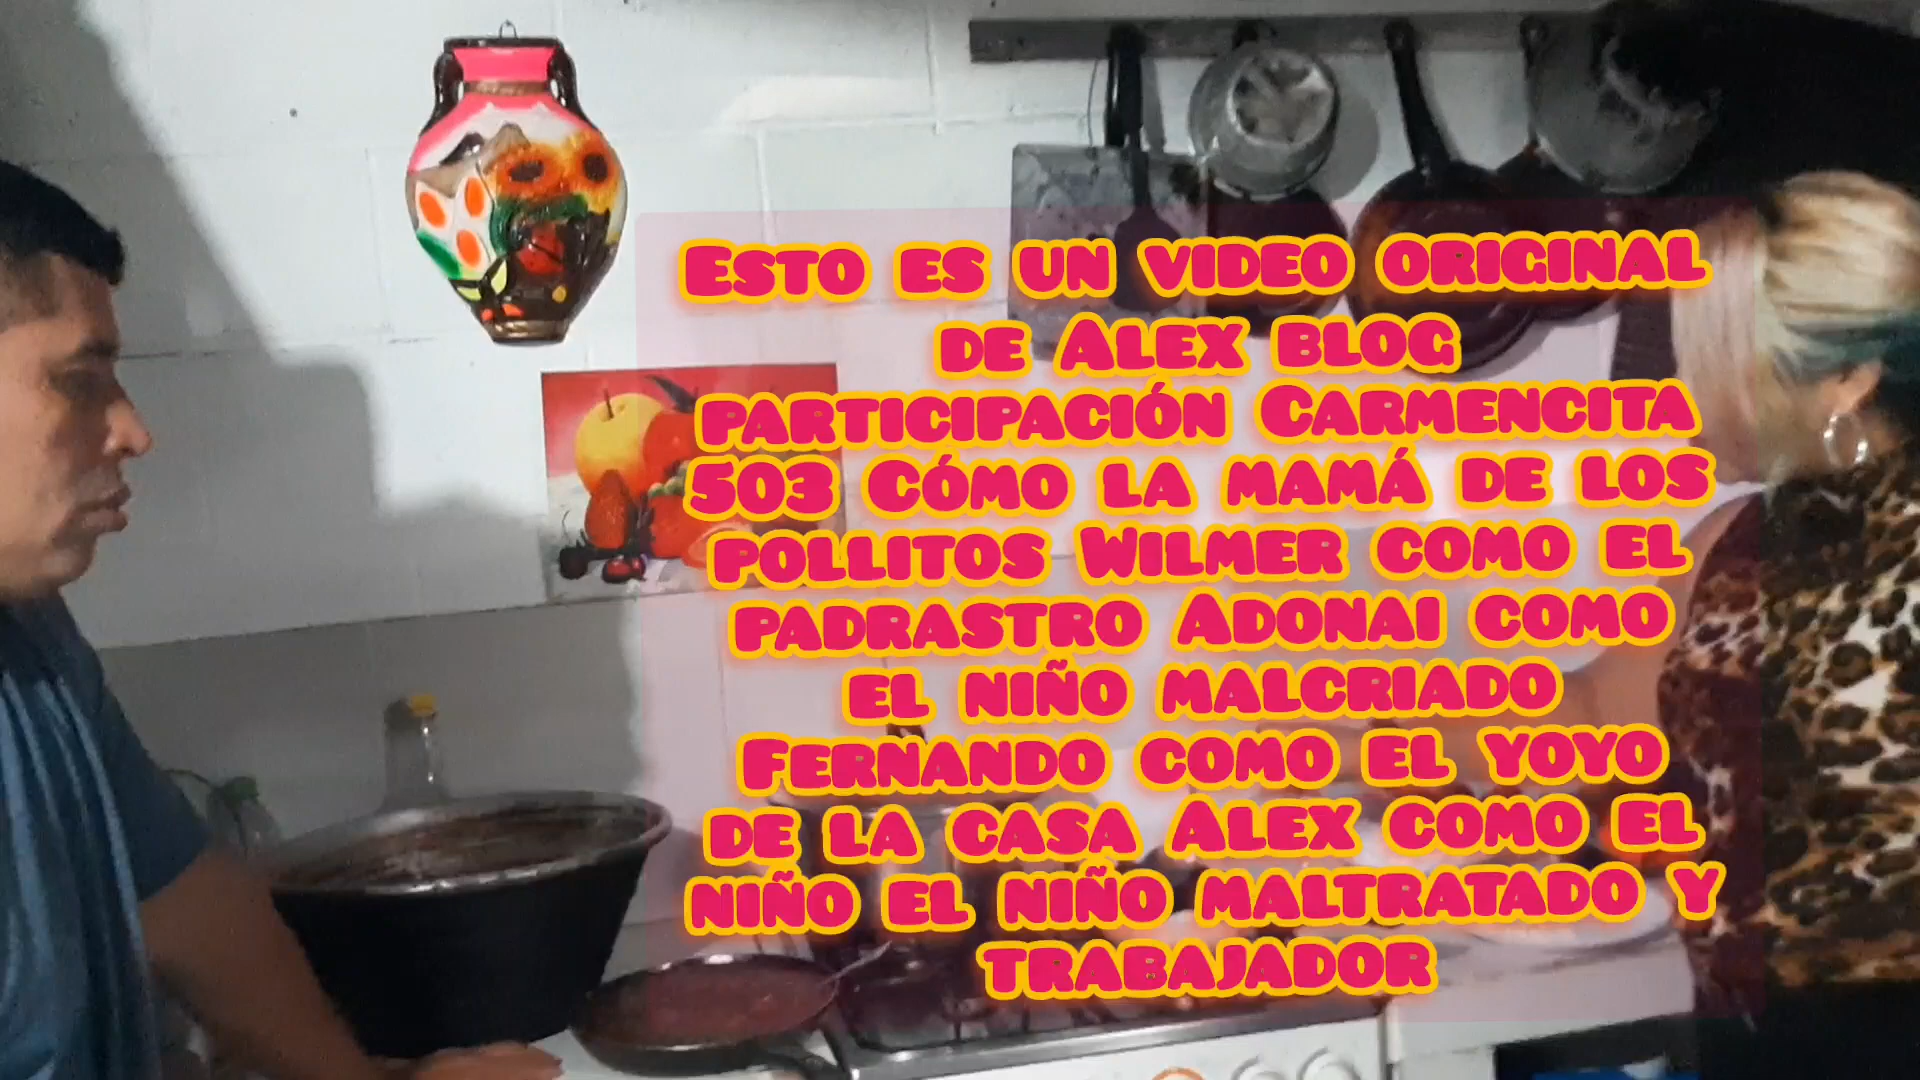 Esto es un video original
de Alex blog
participación Carmencita
503 Cómo la mamá de los
pollitos Wilmer como el
padrastro Adonai como
el niño malcriado
Fernando como el yoyo
de la casa Alex como el
niño el niño maltratado y
trabajador